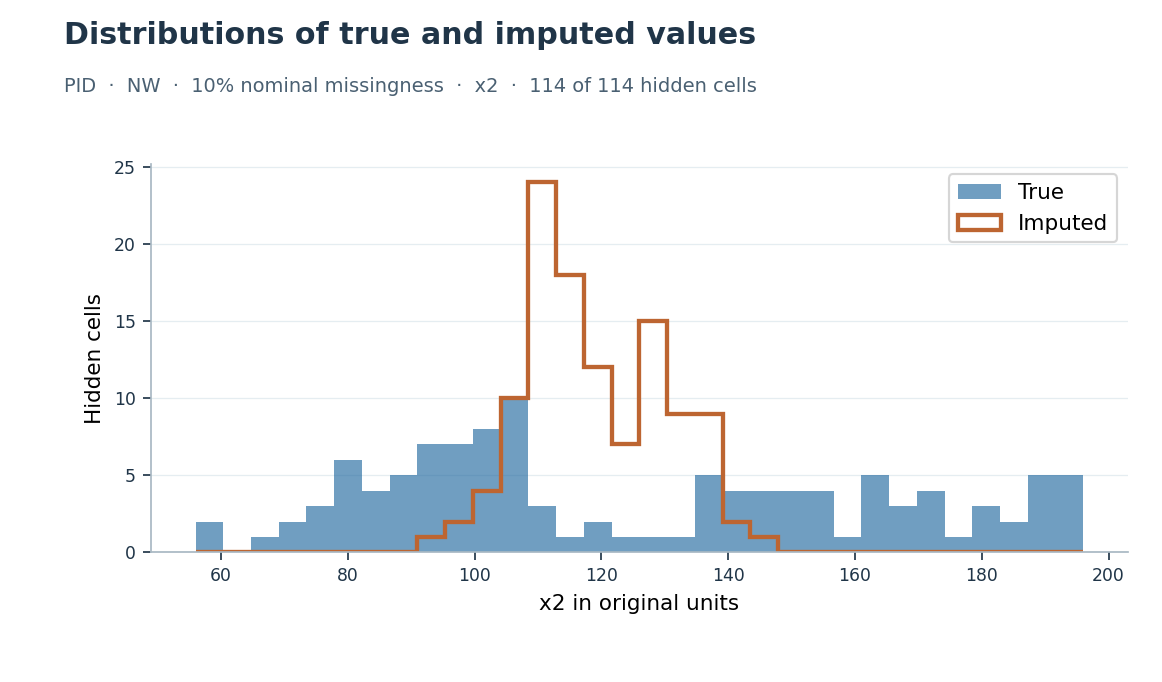 Distributions of true and imputed values
PID · NW · 10% nominal missingness · x2 · 114 of 114 hidden cells
25
20
15
10
5
0
Hidden cells
True
Imputed
60 80 100 120 140 160 180 200
x2 in original units